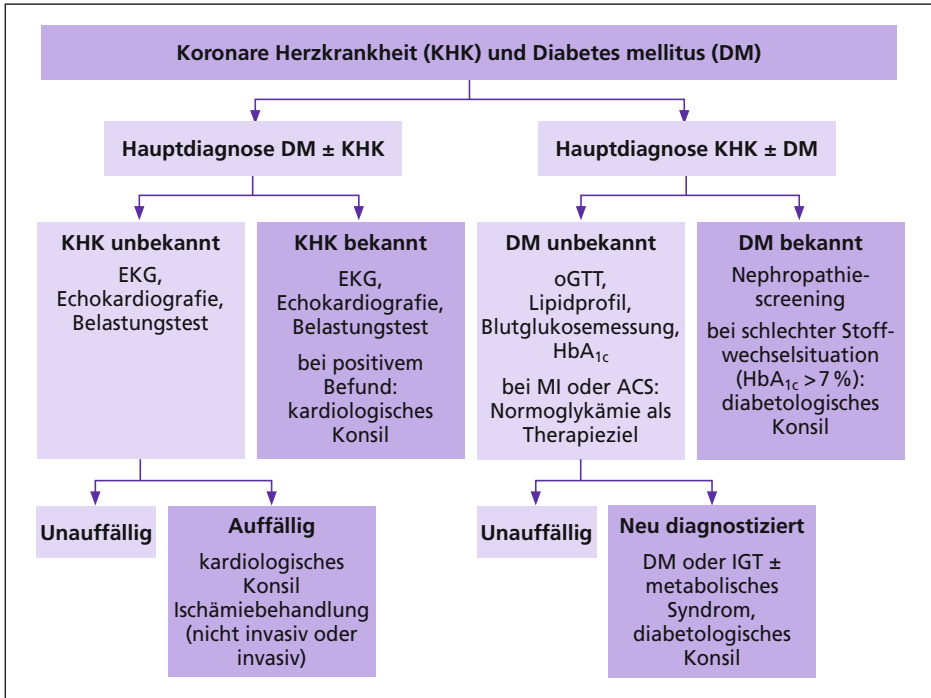 Koronare Herzkrankheit (KHK) und Diabetes mellitus (DM)
Hauptdiagnose DM ± KHK
Hauptdiagnose KHK ± DM
KHK unbekannt
EKG,
Echokardiografie,
Belastungstest
KHK bekannt
EKG,
Echokardiografie,
Belastungstest
bei positivem
Befund:
kardiologisches
Konsil
DM unbekannt
oGTT,
Lipidprofil,
Blutglukosemessung,
HbA1c
bei MI oder ACS:
Normoglykämie als
Therapieziel
DM bekannt
Nephropathie-
screening
bei schlechter Stoff-
wechselsituation
(HbA1c >7 %):
diabetologisches
Konsil
Unauffällig
Auffällig
kardiologisches
Konsil
Ischämiebehandlung
(nicht invasiv oder
invasiv)
Unauffällig
Neu diagnostiziert
DM oder IGT ±
metabolisches
Syndrom,
diabetologisches
Konsil